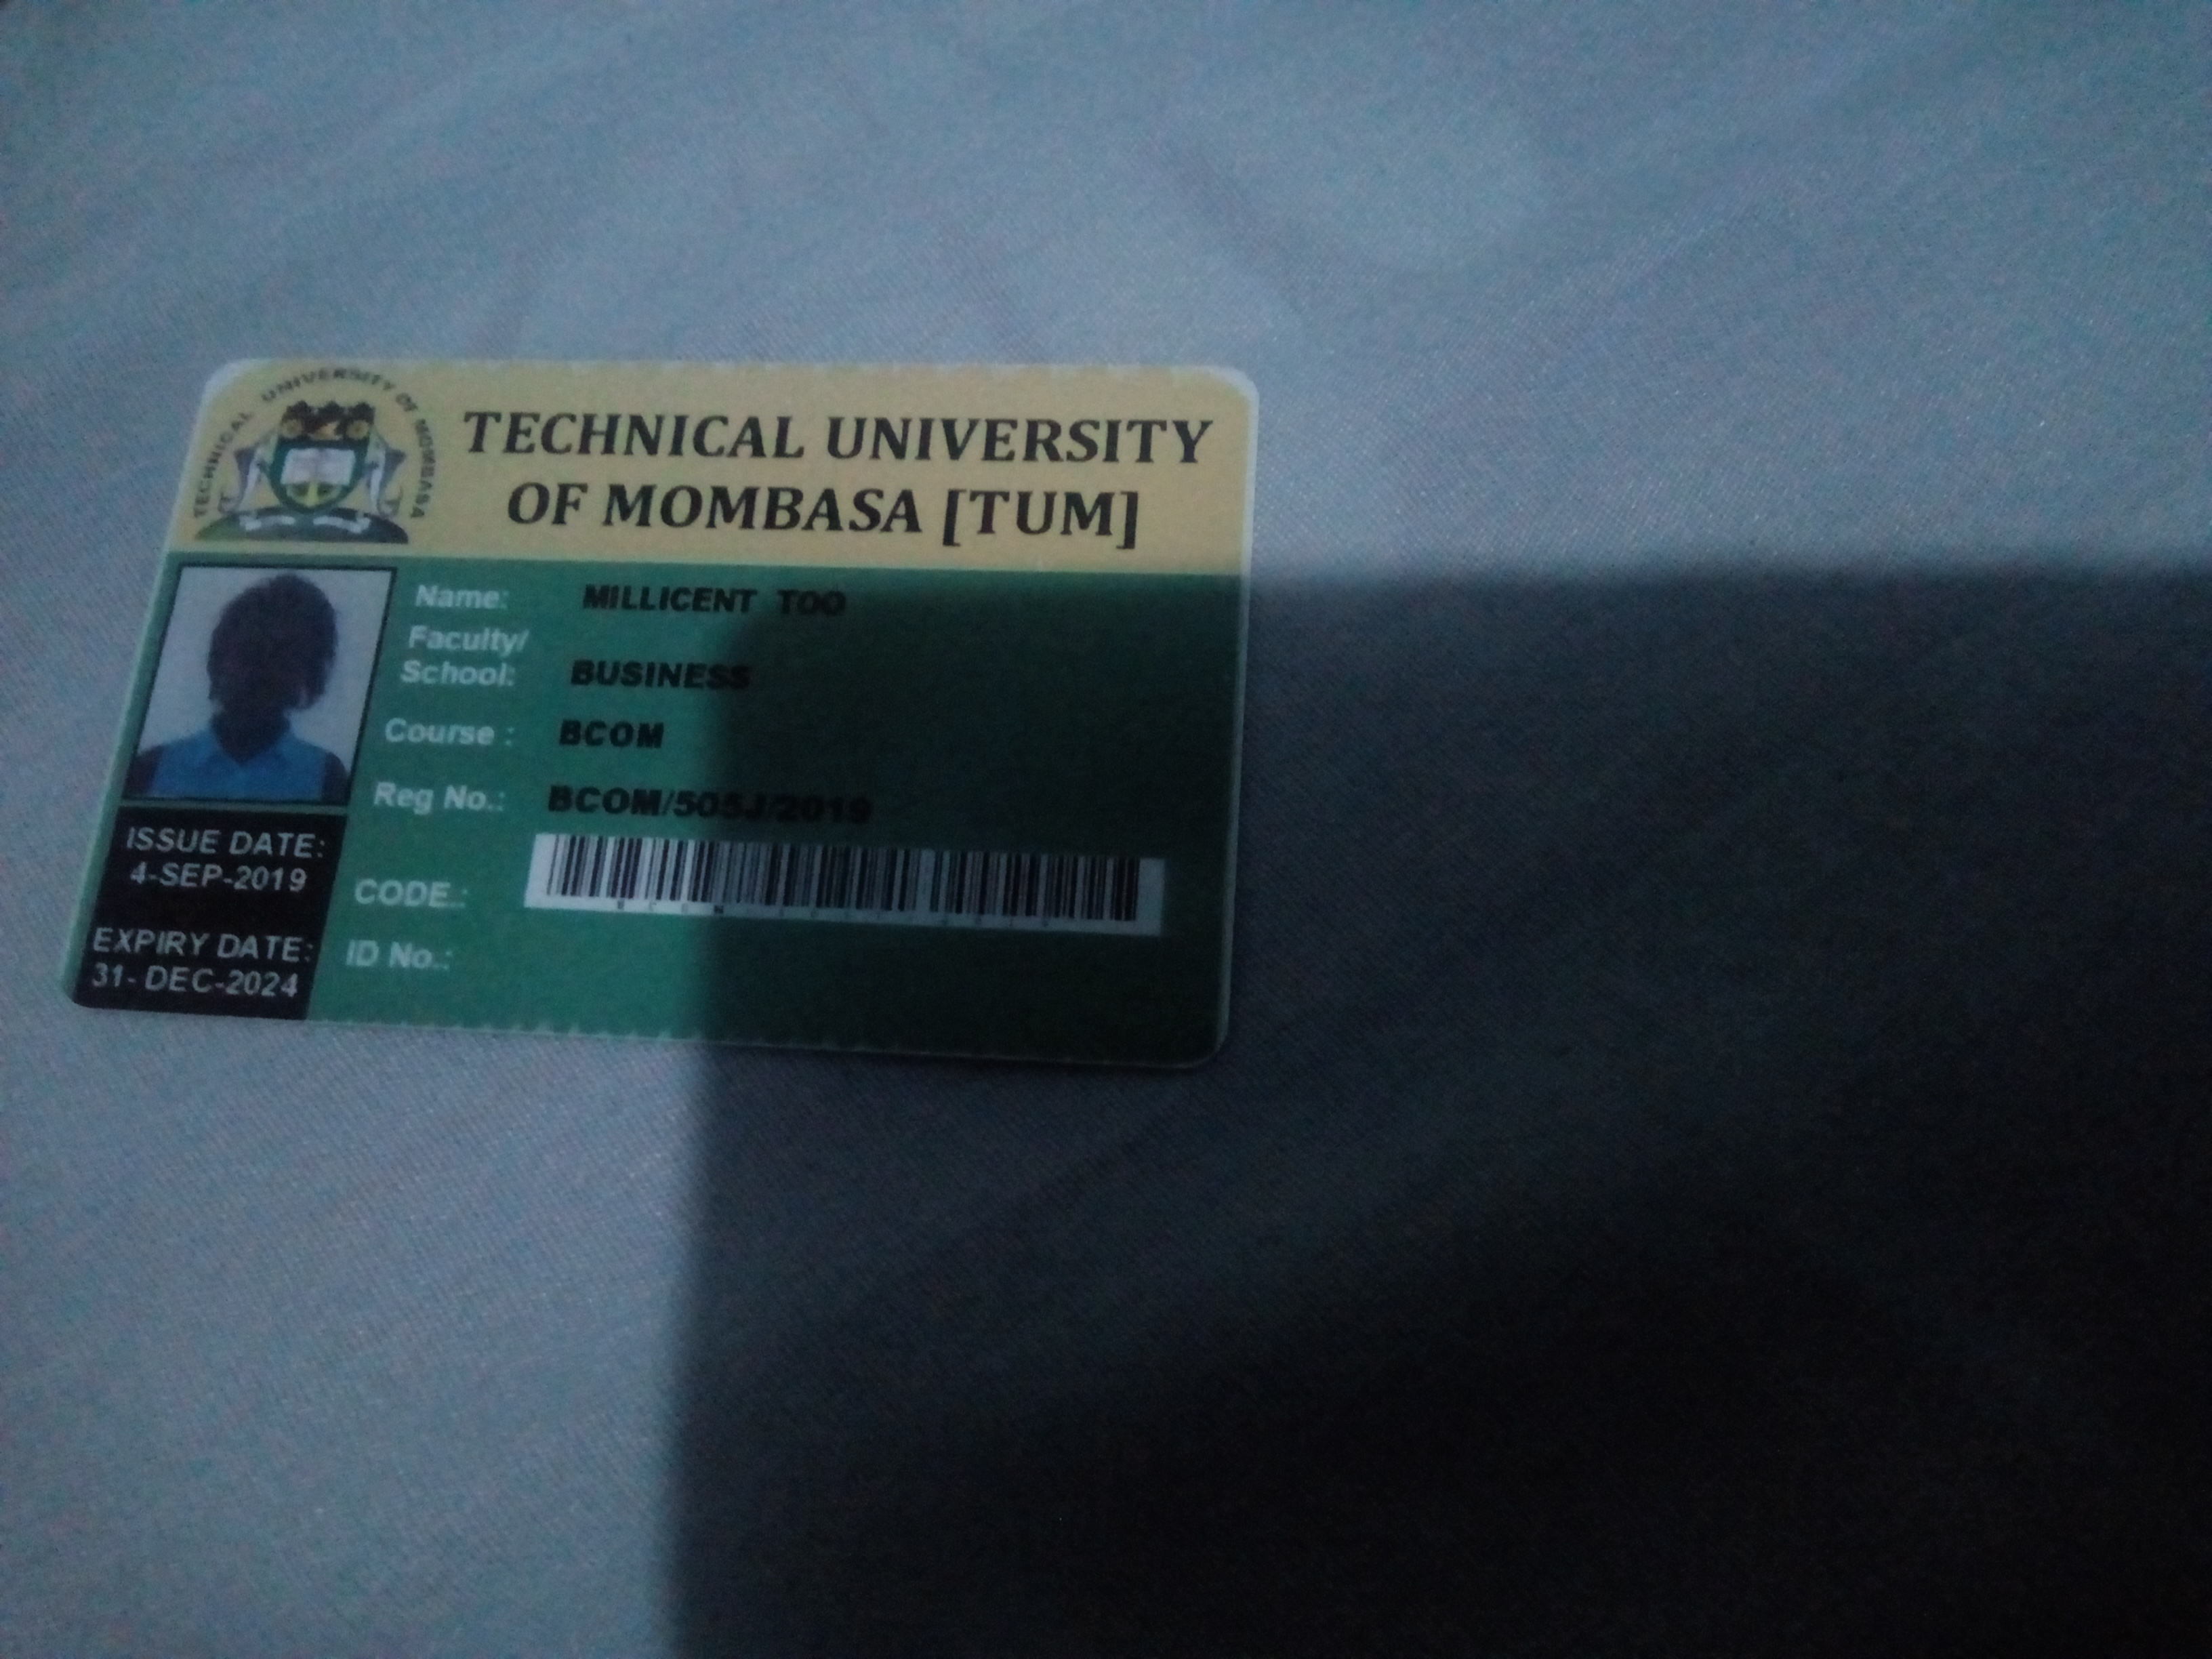 TECHNICAL UNIVERSITY OF MOMBASA
TECHNICAL UNIVERSITY
OF MOMBASA [TUM]
Name: MILLICENT TOO
Faculty/
School: BUSINESS
Course : BCOM
Reg No.: BCOM/505J/2019
ISSUE DATE:
4-SEP-2019
CODE.:
EXPIRY DATE:
31- DEC-2024
ID No.: